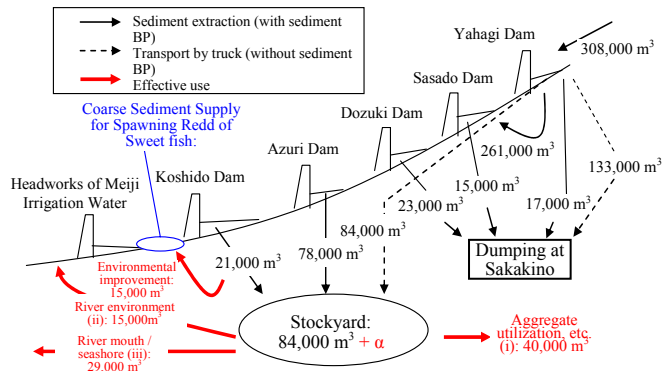 Sediment extraction (with sediment
BP)
Transport by truck (without sediment
BP)
Effective use
Yahagi Dam
308,000 m³
Sasado Dam
Coarse Sediment Supply
for Spawning Redd of
Sweet fish:
Dozuki Dam
Azuri Dam
261,000 m³
133,000 m³
Headworks of Meiji
Irrigation Water
Koshido Dam
15,000 m³
23,000 m³
17,000 m³
84,000 m³
78,000 m³
21,000 m³
Dumping at
Sakakino
Environmental
improvement:
15,000 m³
River environment
(ii): 15,000m³
Stockyard:
84,000 m³ + α
Aggregate
utilization, etc.
(i): 40,000 m³
River mouth /
seashore (iii):
29,000 m³